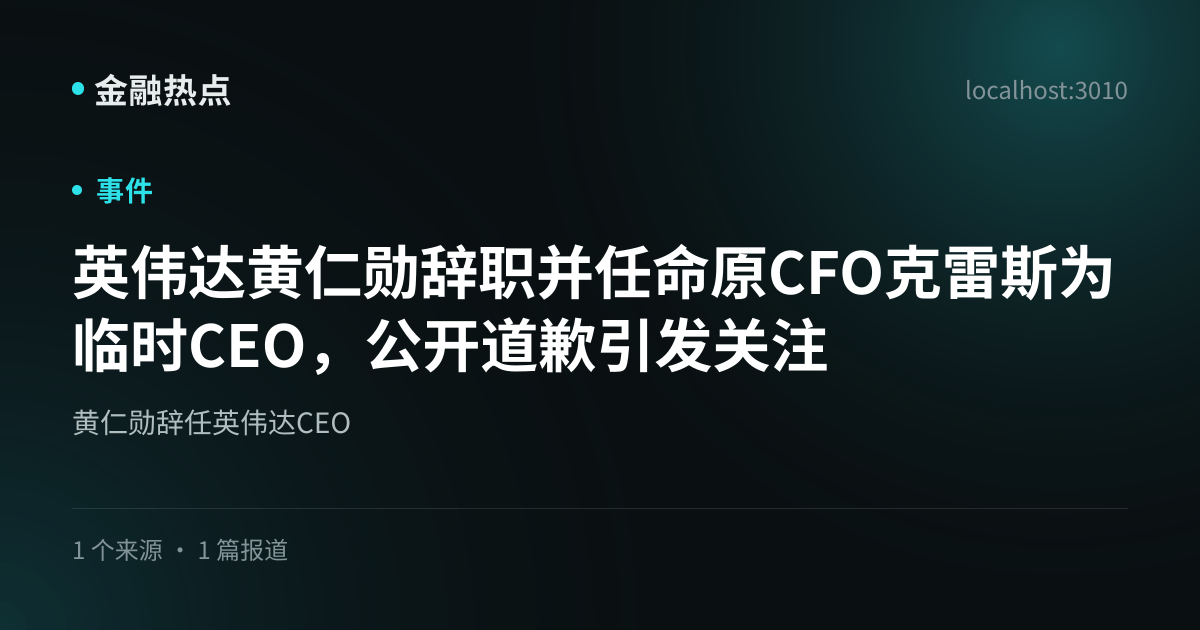 金融热点
localhost:3010
事件
英伟达黄仁勋辞职并任命原CFO克雷斯为
临时CEO，公开道歉引发关注
黄仁勋辞任英伟达CEO
1 个来源 · 1 篇报道